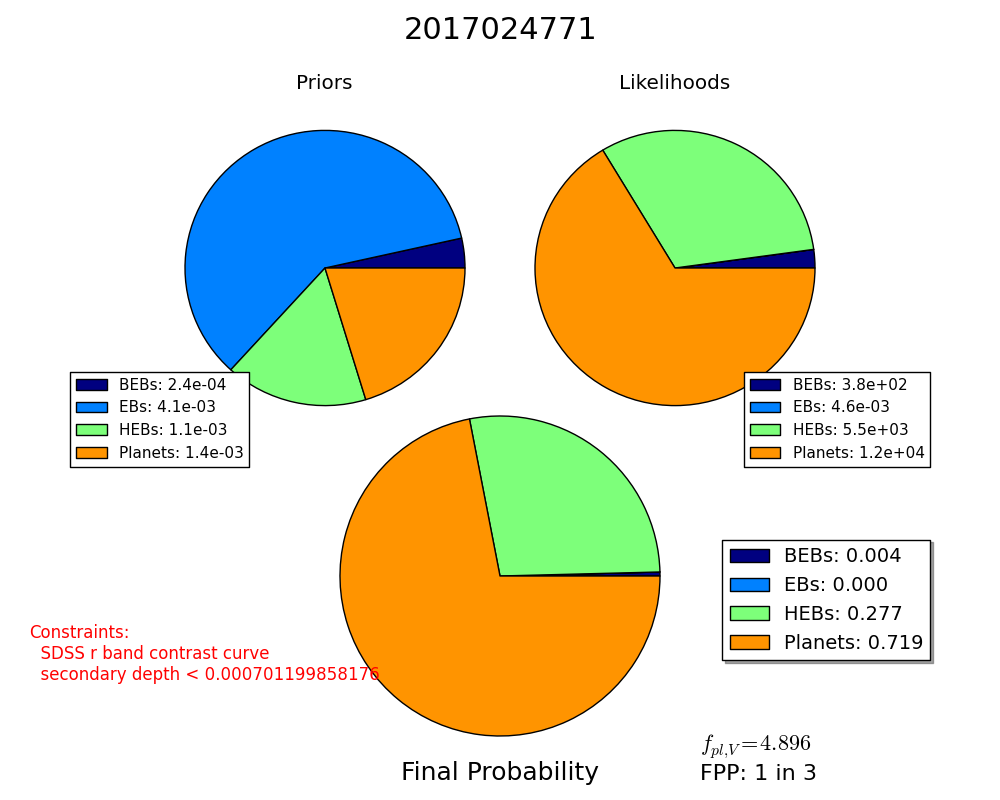 2017024771
Priors
Likelihoods
BEBs: 2.4e-04
EBs: 4.1e-03
HEBs: 1.1e-03
Planets: 1.4e-03
BEBs: 3.8e+02
EBs: 4.6e-03
HEBs: 5.5e+03
Planets: 1.2e+04
BEBs: 0.004
EBs: 0.000
HEBs: 0.277
Planets: 0.719
Constraints:
SDSS r band contrast curve
secondary depth < 0.000701199858176
f_{pl,V}=4.896
Final Probability
FPP: 1 in 3